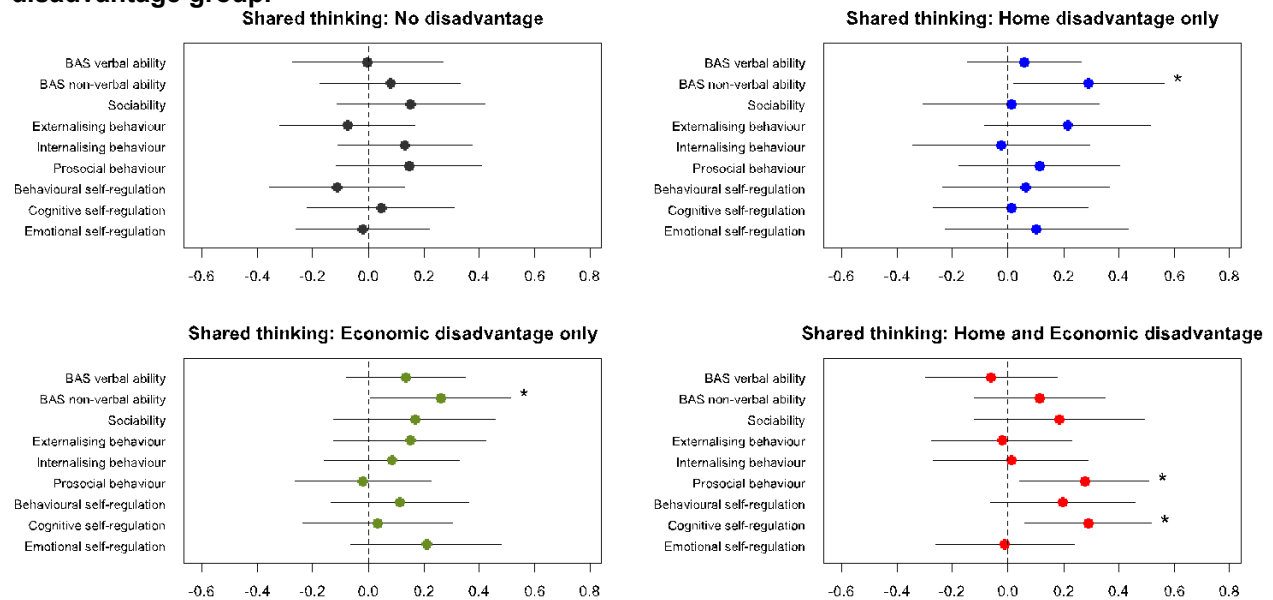 disadvantage group.
Shared thinking: No disadvantage
BAS verbal ability
BAS non-verbal ability
*
Sociability
Externalising behaviour
Internalising behaviour
Prosocial behaviour
Behavioural self-regulation
Cognitive self-regulation
Emotional self-regulation
-0.6 -0.4 -0.2 0.0 0.2 0.4 0.6 0.8
Shared thinking: Home disadvantage only
BAS verbal ability
BAS non-verbal ability
*
Sociability
Externalising behaviour
Internalising behaviour
Prosocial behaviour
Behavioural self-regulation
Cognitive self-regulation
Emotional self-regulation
-0.6 -0.4 -0.2 0.0 0.2 0.4 0.6 0.8
Shared thinking: Economic disadvantage only
BAS verbal ability
BAS non-verbal ability
*
Sociability
Externalising behaviour
Internalising behaviour
Prosocial behaviour
Behavioural self-regulation
Cognitive self-regulation
Emotional self-regulation
-0.6 -0.4 -0.2 0.0 0.2 0.4 0.6 0.8
Shared thinking: Home and Economic disadvantage
BAS verbal ability
BAS non-verbal ability
Sociability
Externalising behaviour
Internalising behaviour
Prosocial behaviour
*
Behavioural self-regulation
Cognitive self-regulation
*
Emotional self-regulation
-0.6 -0.4 -0.2 0.0 0.2 0.4 0.6 0.8